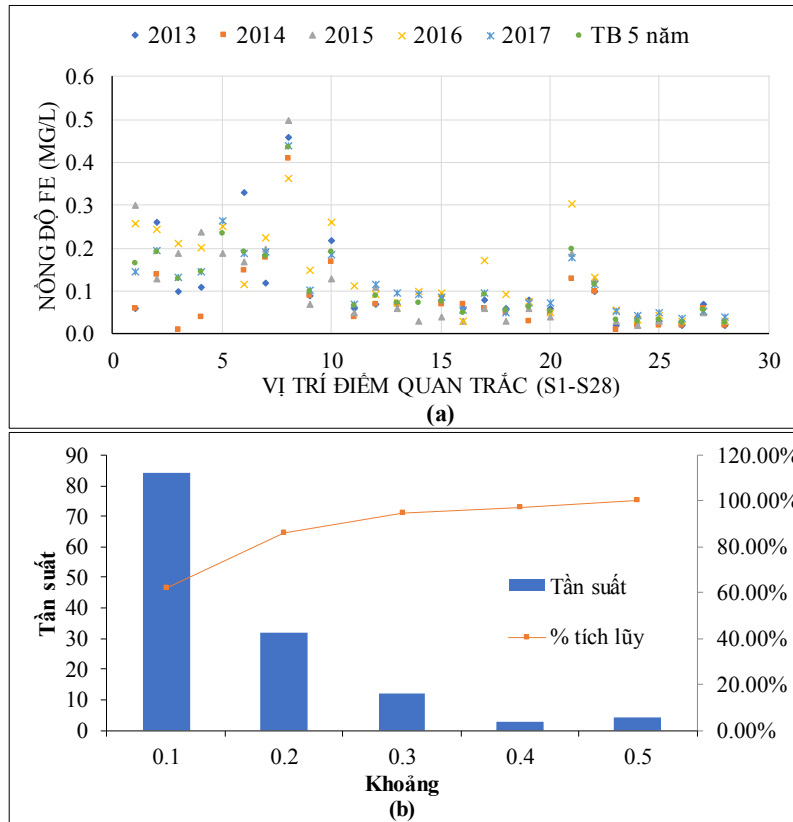 2013 2014 2015 2016 2017 TB 5 năm
NỒNG ĐỘ FE (MG/L)
0.6
0.5
0.4
0.3
0.2
0.1
0.0
0 5 10 15 20 25 30
VỊ TRÍ ĐIỂM QUAN TRẮC (S1-S28)
(a)
Tần suất
90
80
70
60
50
40
30
20
10
0
120.00%
100.00%
80.00%
60.00%
40.00%
20.00%
0.00%
Tần suất
% tích lũy
0.1 0.2 0.3 0.4 0.5
Khoảng
(b)